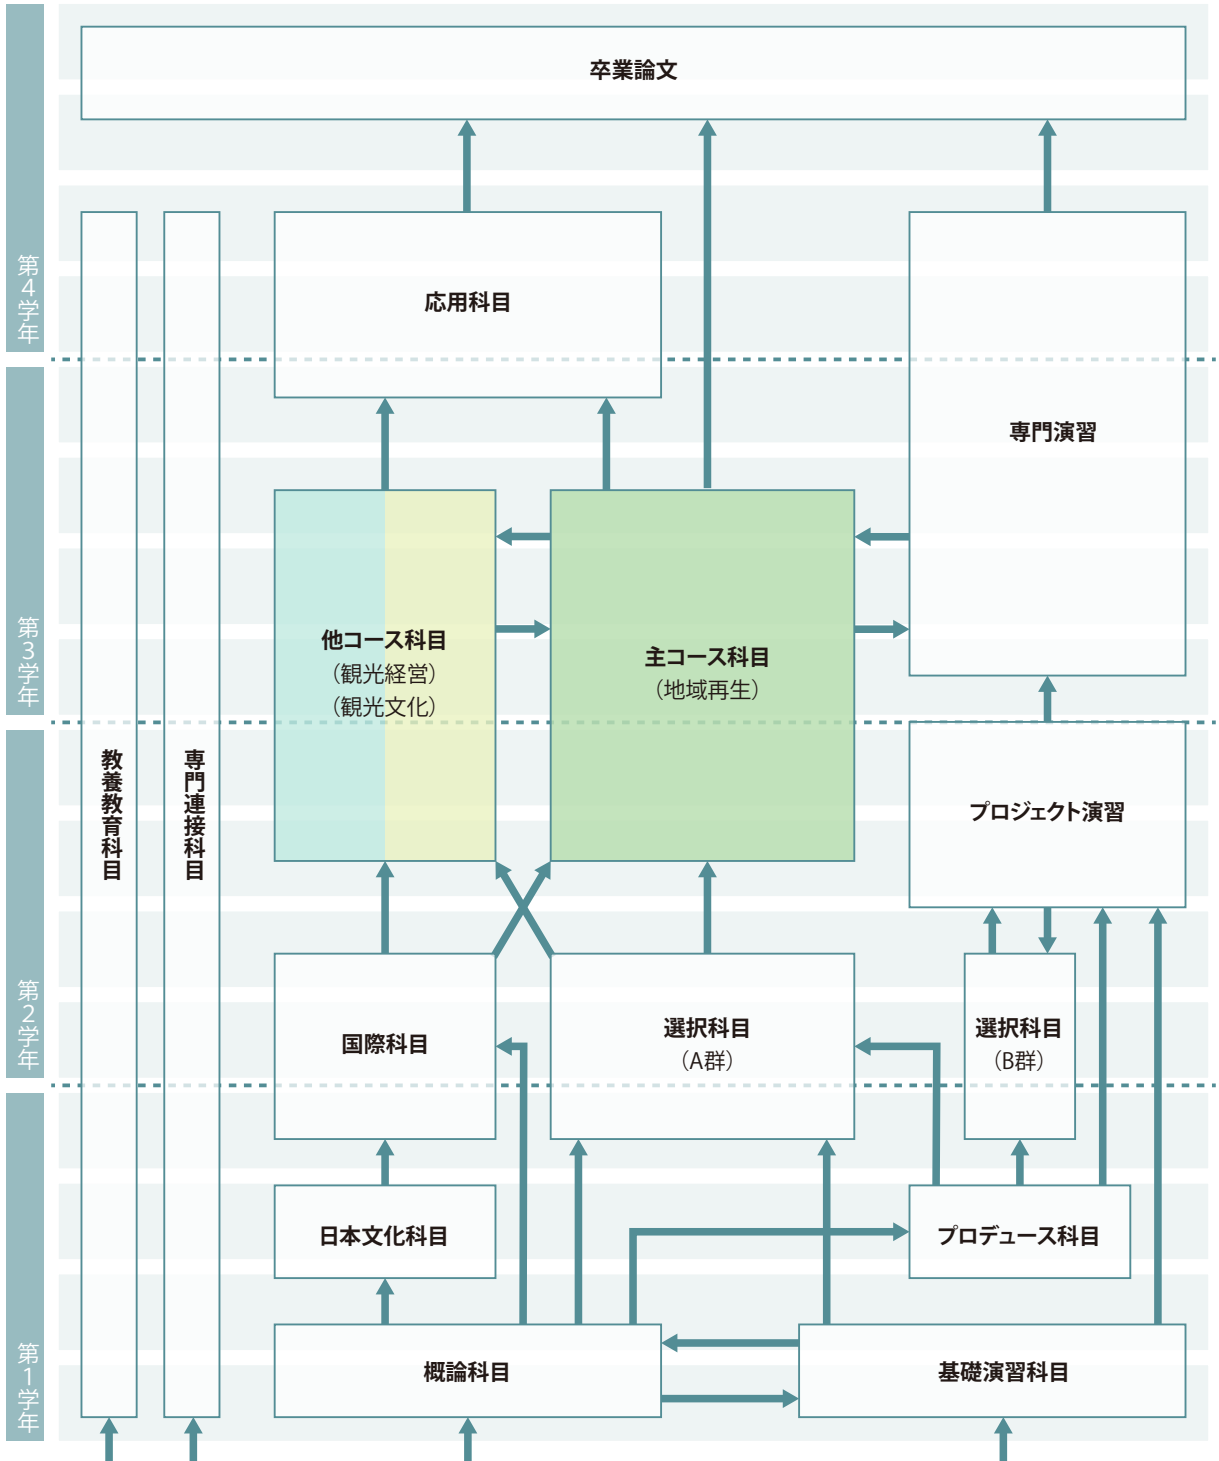 卒業論文
第4学年
応用科目
専門演習
第3学年
他コース科目
（観光経営）
（観光文化）
主コース科目
（地域再生）
教養教育科目
専門連接科目
プロジェクト演習
第2学年
国際科目
選択科目
（A群）
選択科目
（B群）
日本文化科目
プロデュース科目
第1学年
概論科目
基礎演習科目